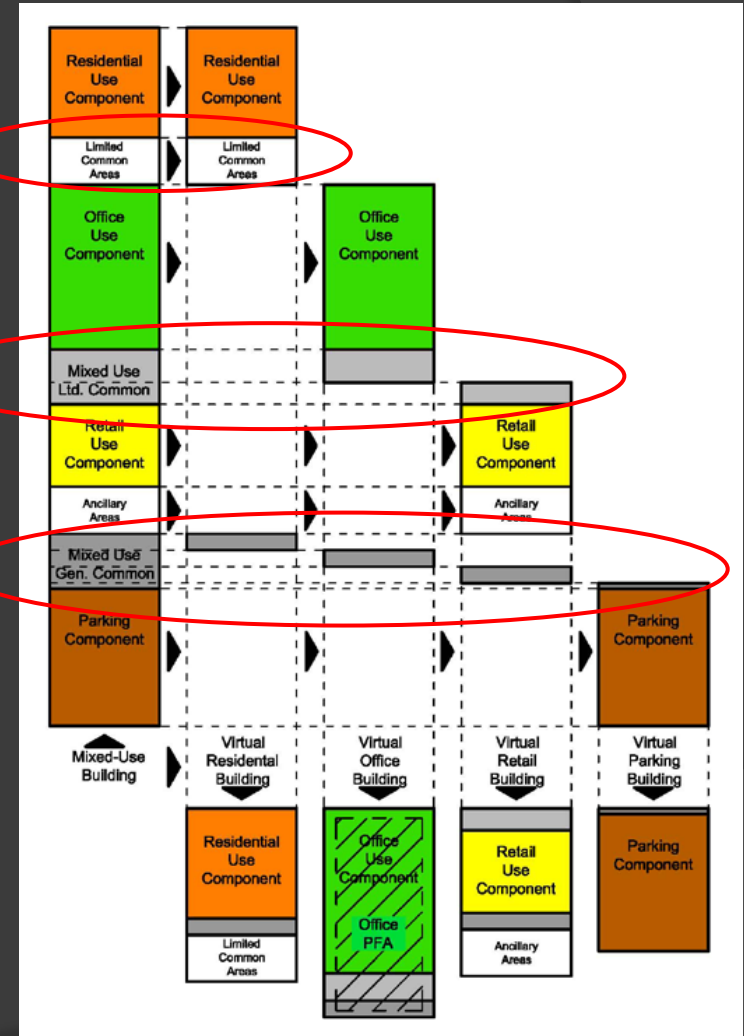 Residential
Use
Component
Residential
Use
Component
Limited
Common
Areas
Limited
Common
Areas
Office
Use
Component
Office
Use
Component
Mixed Use
Ltd. Common
Retail
Use
Component
Retail
Use
Component
Ancillary
Areas
Ancillary
Areas
Mixed Use
Gen. Common
Parking
Component
Parking
Component
Mixed-Use
Building
Virtual
Residential
Building
Virtual
Office
Building
Virtual
Retail
Building
Virtual
Parking
Building
Residential
Use
Component
Limited
Common
Areas
Office
Use
Component
Office
PFA
Retail
Use
Component
Ancillary
Areas
Parking
Component